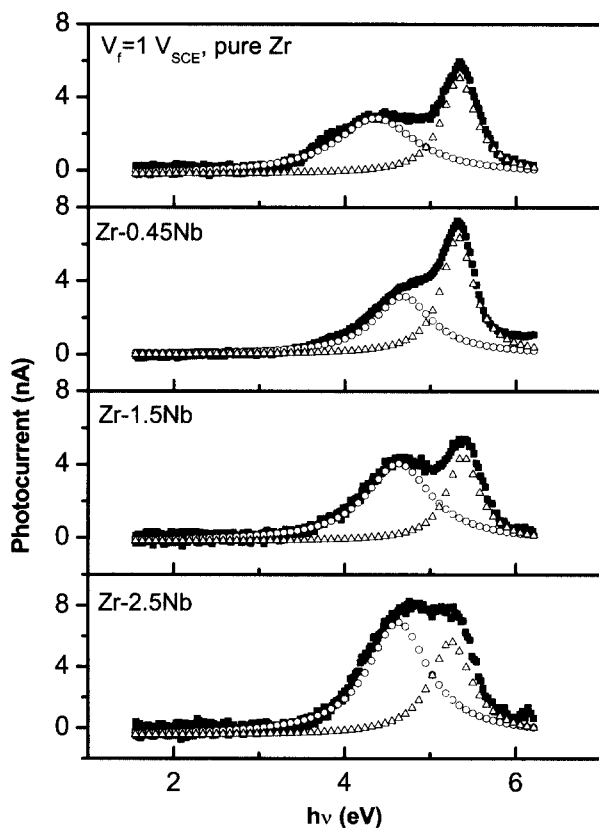 8
V_f=1 V_SCE, pure Zr
4
0
8
Zr-0.45Nb
4
0
8
Zr-1.5Nb
4
0
8
Zr-2.5Nb
4
0
2 4 6
hν (eV)
Photocurrent (nA)